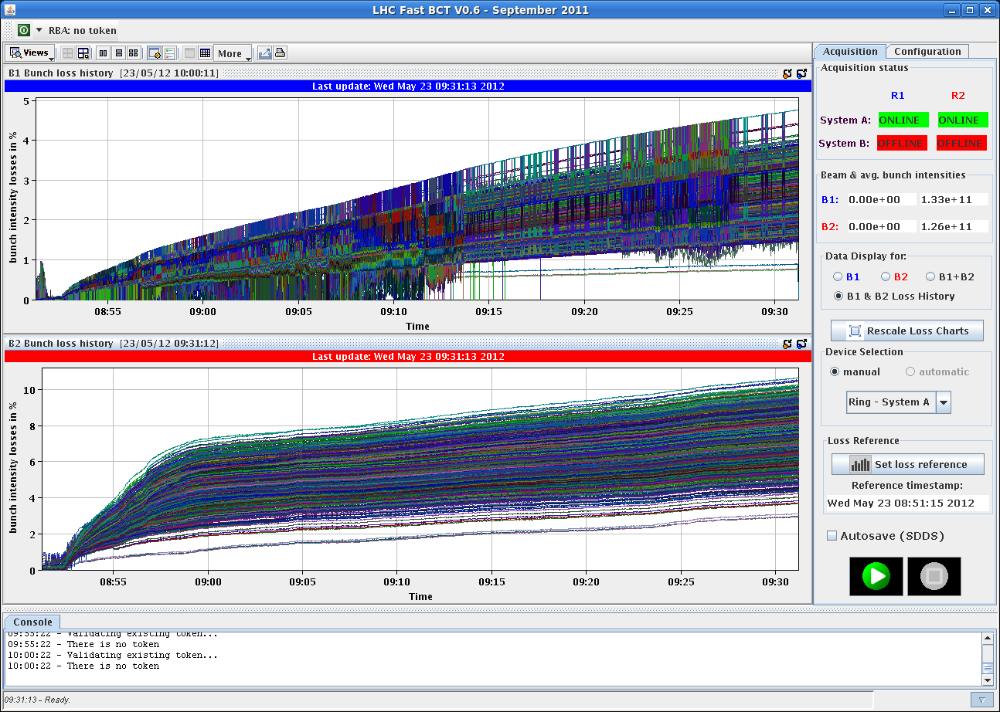 LHC Fast BCT V0.6 - September 2011
RBA: no token
Views
More
B1 Bunch loss history [23/05/12 10:00:11]
Last update: Wed May 23 09:31:13 2012
bunch intensity losses in %
5
4
3
2
1
0
08:55 09:00 09:05 09:10 09:15 09:20 09:25 09:30
Time
B2 Bunch loss history [23/05/12 09:31:12]
Last update: Wed May 23 09:31:13 2012
bunch intensity losses in %
10
8
6
4
2
0
08:55 09:00 09:05 09:10 09:15 09:20 09:25 09:30
Time
Acquisition Configuration
Acquisition status
R1 R2
System A: ONLINE ONLINE
System B: OFFLINE OFFLINE
Beam & avg. bunch intensities
B1: 0.00e+00 1.33e+11
B2: 0.00e+00 1.26e+11
Data Display for:
B1 B2 B1+B2
B1 & B2 Loss History
Rescale Loss Charts
Device Selection
manual automatic
Ring - System A
Loss Reference
Set loss reference
Reference timestamp:
Wed May 23 08:51:15 2012
Autosave (SDDS)
Console
09:55:22 - Validating existing token...
09:55:22 - There is no token
10:00:22 - Validating existing token...
10:00:22 - There is no token
09:31:13 - Ready.